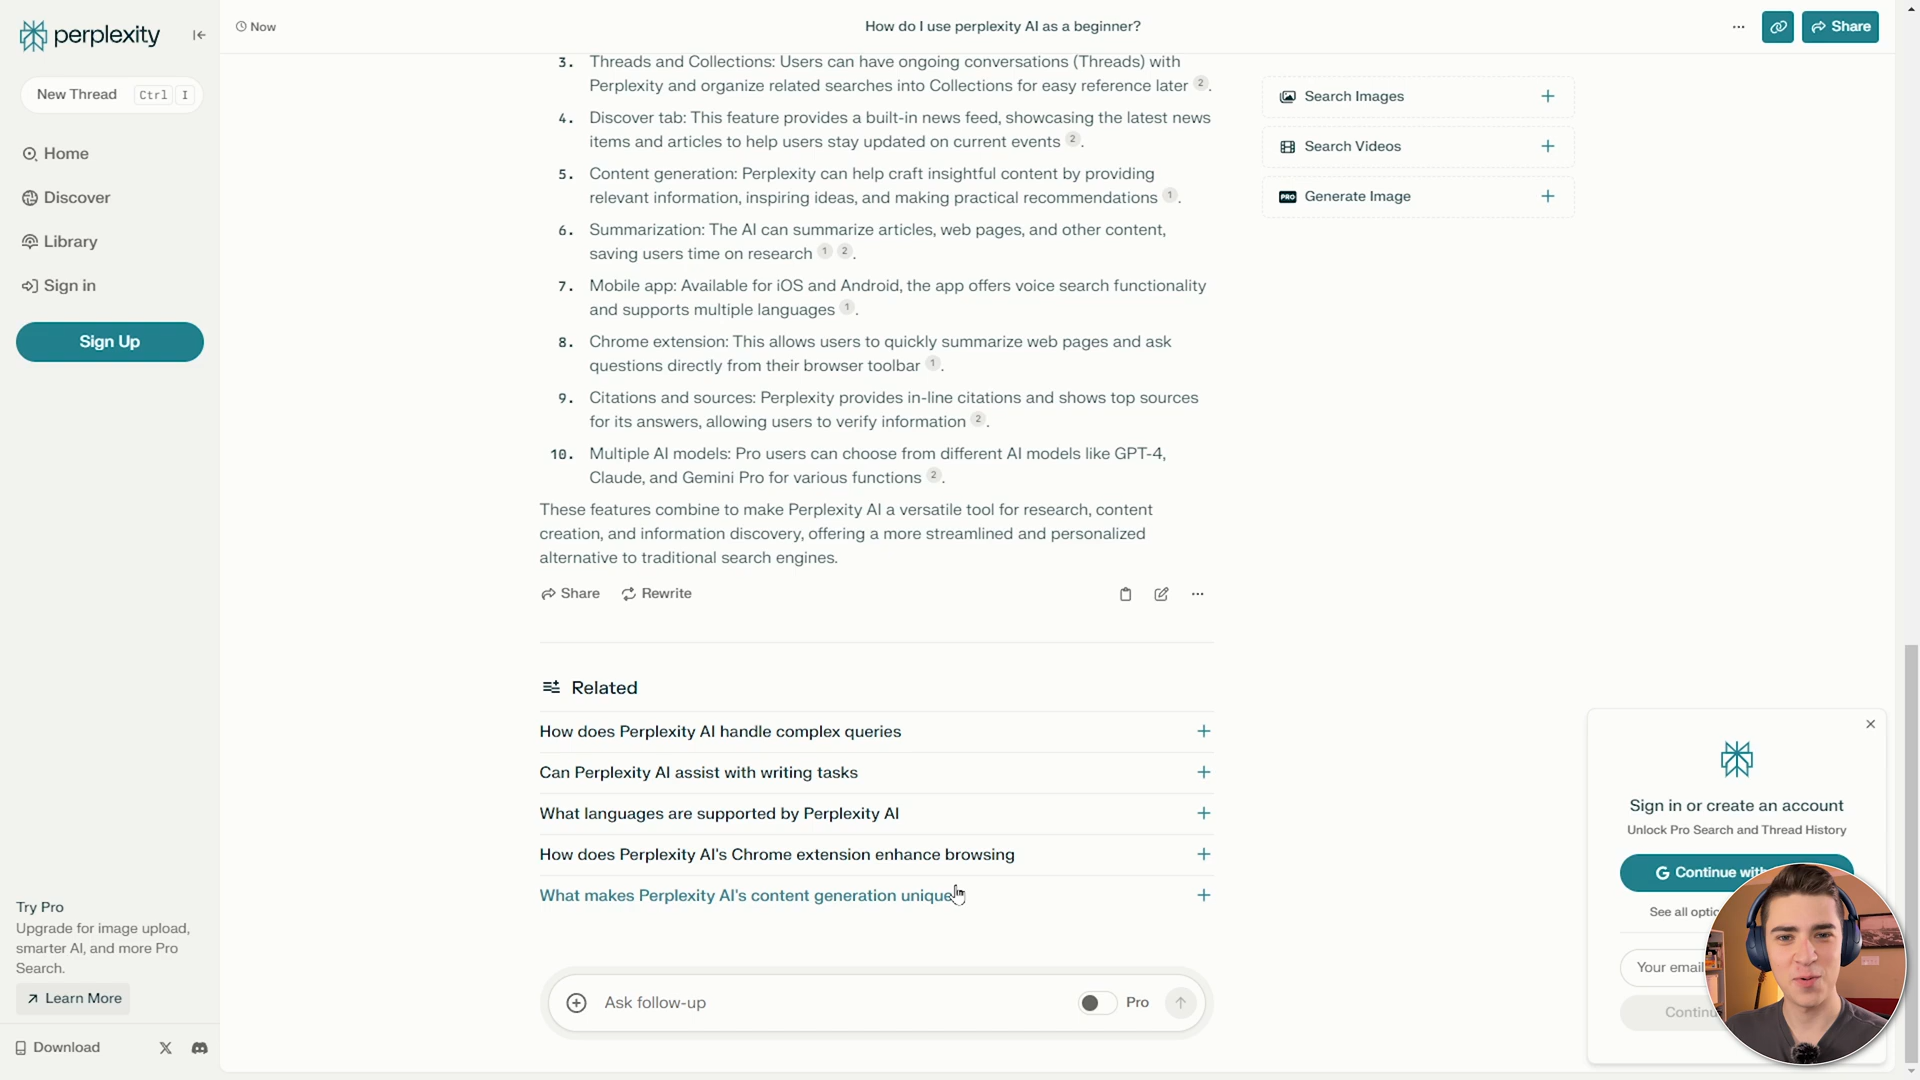 perplexity
New Thread Ctrl I
Home
Discover
Library
Sign in
Sign Up
Try Pro
Upgrade for image upload,
smarter AI, and more Pro
Search.
Learn More
Download
Now
How do I use perplexity AI as a beginner?
Share
3. Threads and Collections: Users can have ongoing conversations (Threads) with
Perplexity and organize related searches into Collections for easy reference later 2.
4. Discover tab: This feature provides a built-in news feed, showcasing the latest news
items and articles to help users stay updated on current events 2.
5. Content generation: Perplexity can help craft insightful content by providing
relevant information, inspiring ideas, and making practical recommendations 1.
6. Summarization: The AI can summarize articles, web pages, and other content,
saving users time on research 1 2.
7. Mobile app: Available for iOS and Android, the app offers voice search functionality
and supports multiple languages 1.
8. Chrome extension: This allows users to quickly summarize web pages and ask
questions directly from their browser toolbar 1.
9. Citations and sources: Perplexity provides in-line citations and shows top sources
for its answers, allowing users to verify information 2.
10. Multiple AI models: Pro users can choose from different AI models like GPT-4,
Claude, and Gemini Pro for various functions 2.
These features combine to make Perplexity AI a versatile tool for research, content
creation, and information discovery, offering a more streamlined and personalized
alternative to traditional search engines.
Share Rewrite
Related
How does Perplexity AI handle complex queries
Can Perplexity AI assist with writing tasks
What languages are supported by Perplexity AI
How does Perplexity AI's Chrome extension enhance browsing
What makes Perplexity AI's content generation unique
Ask follow-up Pro
Search Images
Search Videos
PRO Generate Image
Sign in or create an account
Unlock Pro Search and Thread History
G Continue with
See all
Your email